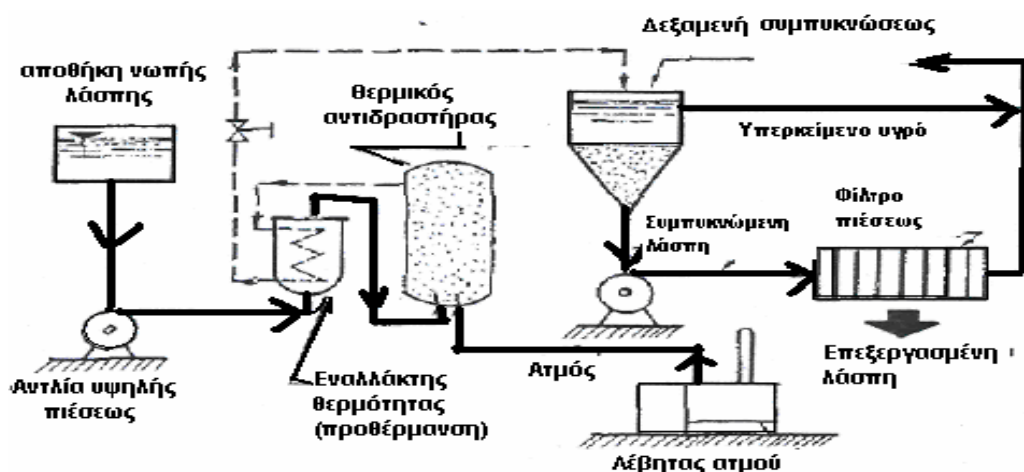 Δεξαμενή συμπυκνώσεως
αποθήκη νωπής
λάσπης
θερμικός
αντιδραστήρας
Υπερκείμενο υγρό
Φίλτρο
πιέσεως
Συμπυκνώμενη
λάσπη
Αντλία υψηλής
πιέσεως
Εναλλάκτης
θερμότητας
(προθέρμανση)
Ατμός
Επεξεργασμένη
λάσπη
Λέβητας ατμού